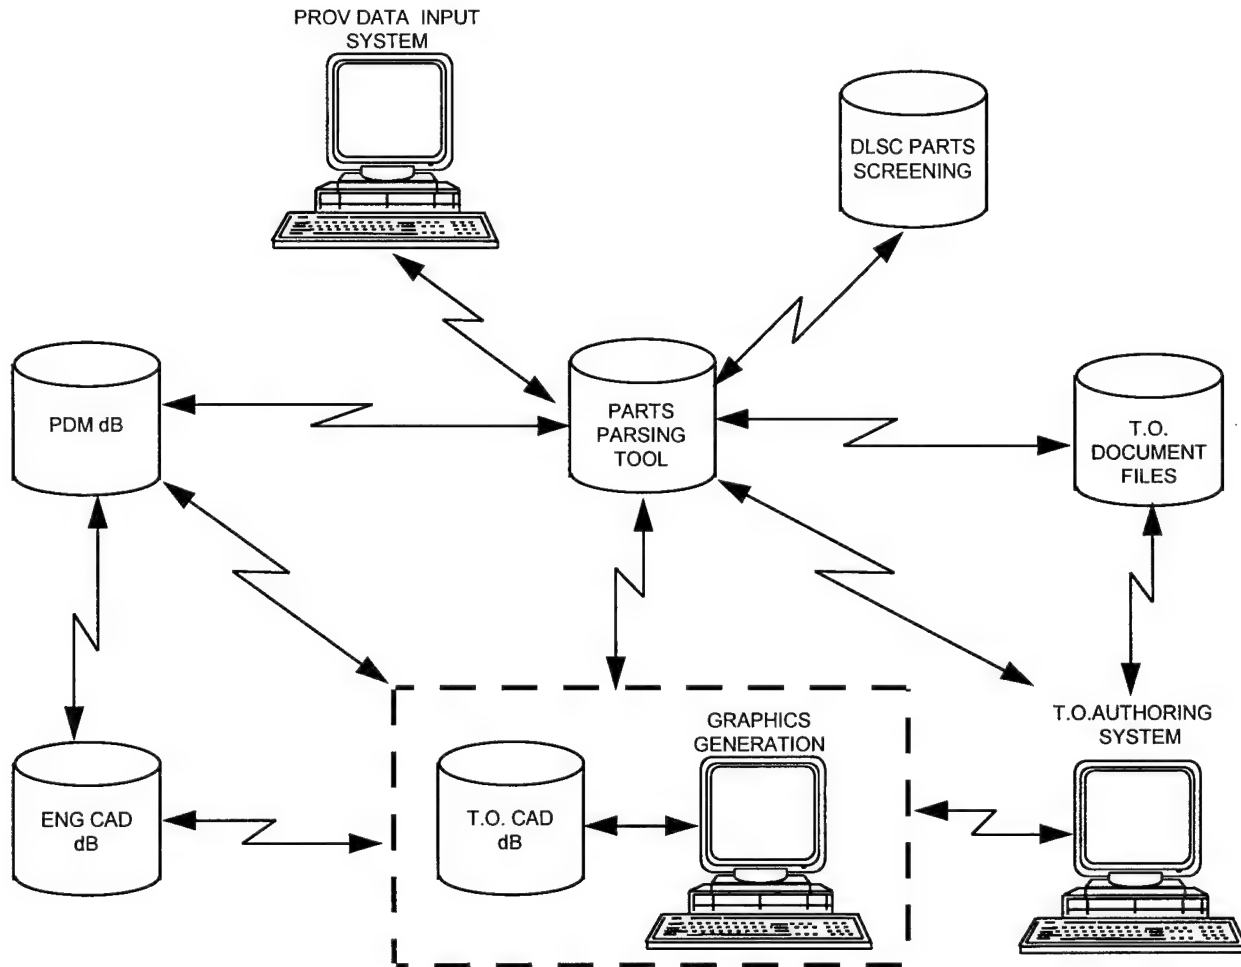 PROV DATA INPUT
SYSTEM
DLSC PARTS
SCREENING
PDM dB
PARTS
PARSING
TOOL
T.O.
DOCUMENT
FILES
GRAPHICS
GENERATION
T.O.AUTHORING
SYSTEM
ENG CAD
dB
T.O. CAD
dB